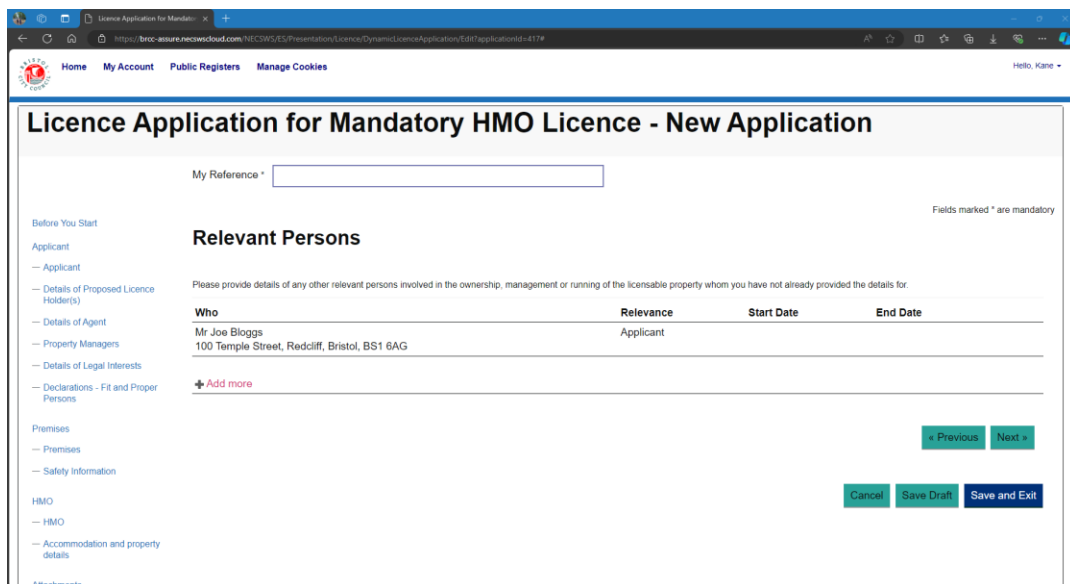 Licence Application for Mandator
https://brcc-assure.necswscloud.com/NECSWS/ES/Presentation/Licence/DynamicLicenceApplication/Edit?applicationId=417#
BRISTOL
CITY COUNCIL
Home My Account Public Registers Manage Cookies
Hello, Kane
Licence Application for Mandatory HMO Licence - New Application
My Reference *
Fields marked * are mandatory
Before You Start
Applicant
— Applicant
— Details of Proposed Licence
Holder(s)
— Details of Agent
— Property Managers
— Details of Legal Interests
— Declarations - Fit and Proper
Persons
Premises
— Premises
— Safety Information
HMO
— HMO
— Accommodation and property
details
Attachments
Relevant Persons
Please provide details of any other relevant persons involved in the ownership, management or running of the licensable property whom you have not already provided the details for.
Who Relevance Start Date End Date
Mr Joe Bloggs Applicant
100 Temple Street, Redcliff, Bristol, BS1 6AG
Add more
« Previous Next »
Cancel Save Draft Save and Exit